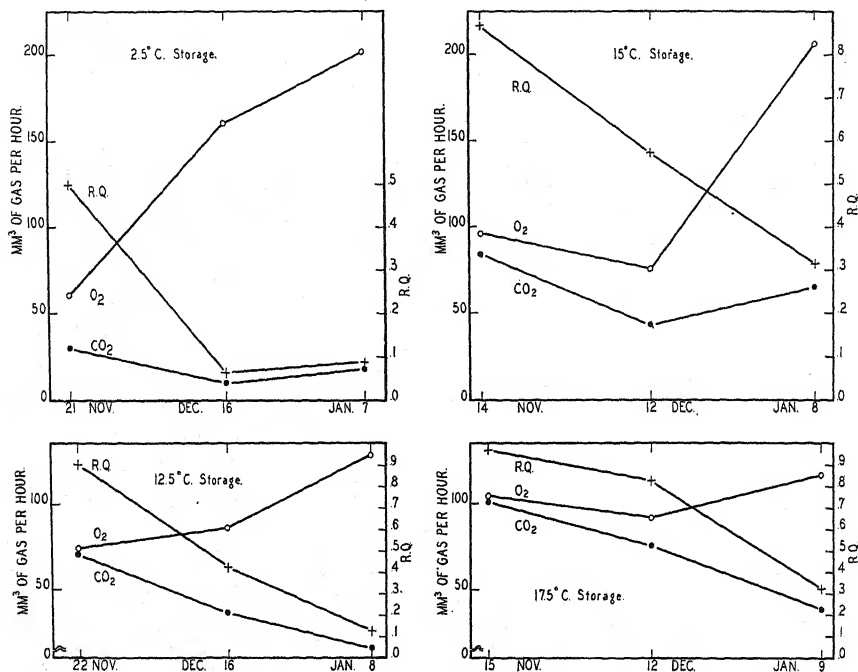 2.5°C. Storage.
MM³ OF GAS PER HOUR.
200
150
100
50
0
R.Q.
O₂
CO₂
.5
.4
.3
.2
.1
.0
R.Q.
21 NOV. DEC. 16 JAN. 7
15°C. Storage.
MM³ OF GAS PER HOUR.
200
150
100
50
0
R.Q.
O₂
CO₂
.8
.7
.6
.5
.4
.3
.2
.1
.0
R.Q.
14 NOV. 12 DEC. JAN. 8
12.5°C. Storage.
MM³ OF GAS PER HOUR.
100
50
0
R.Q.
O₂
CO₂
.9
.8
.7
.6
.5
.4
.3
.2
.1
.0
R.Q.
22 NOV. 16 DEC. JAN. 8
17.5°C. Storage.
MM³ OF GAS PER HOUR.
100
50
0
R.Q.
O₂
CO₂
.9
.8
.7
.6
.5
.4
.3
.2
.1
.0
R.Q.
15 NOV. 12 DEC JAN. 9